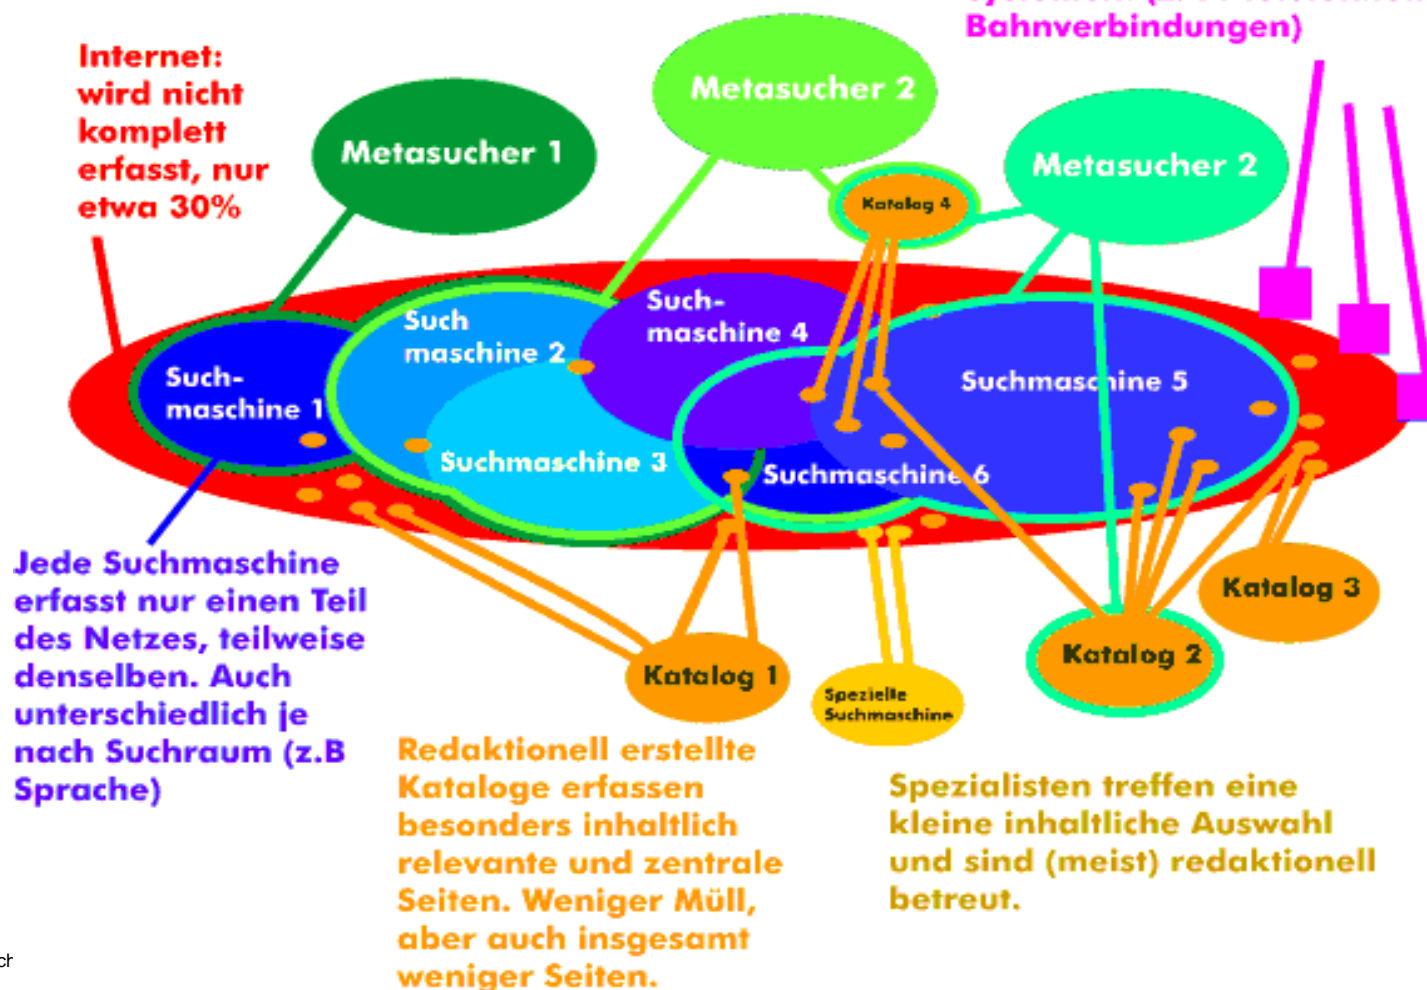 Bahnverbindungen)
Internet:
wird nicht
komplett
erfasst, nur
etwa 30%
Metasucher 1
Metasucher 2
Metasucher 2
Katalog 4
Such-
maschine 1
Such
maschine 2
Suchmaschine 3
Such-
maschine 4
Suchmaschine 5
Suchmaschine 6
Jede Suchmaschine
erfasst nur einen Teil
des Netzes, teilweise
denselben. Auch
unterschiedlich je
nach Suchraum (z.B
Sprache)
Katalog 1
Spezielle
Suchmaschine
Katalog 2
Katalog 3
Redaktionell erstellte
Kataloge erfassen
besonders inhaltlich
relevante und zentrale
Seiten. Weniger Müll,
aber auch insgesamt
weniger Seiten.
Spezialisten treffen eine
kleine inhaltliche Auswahl
und sind (meist) redaktionell
betreut.